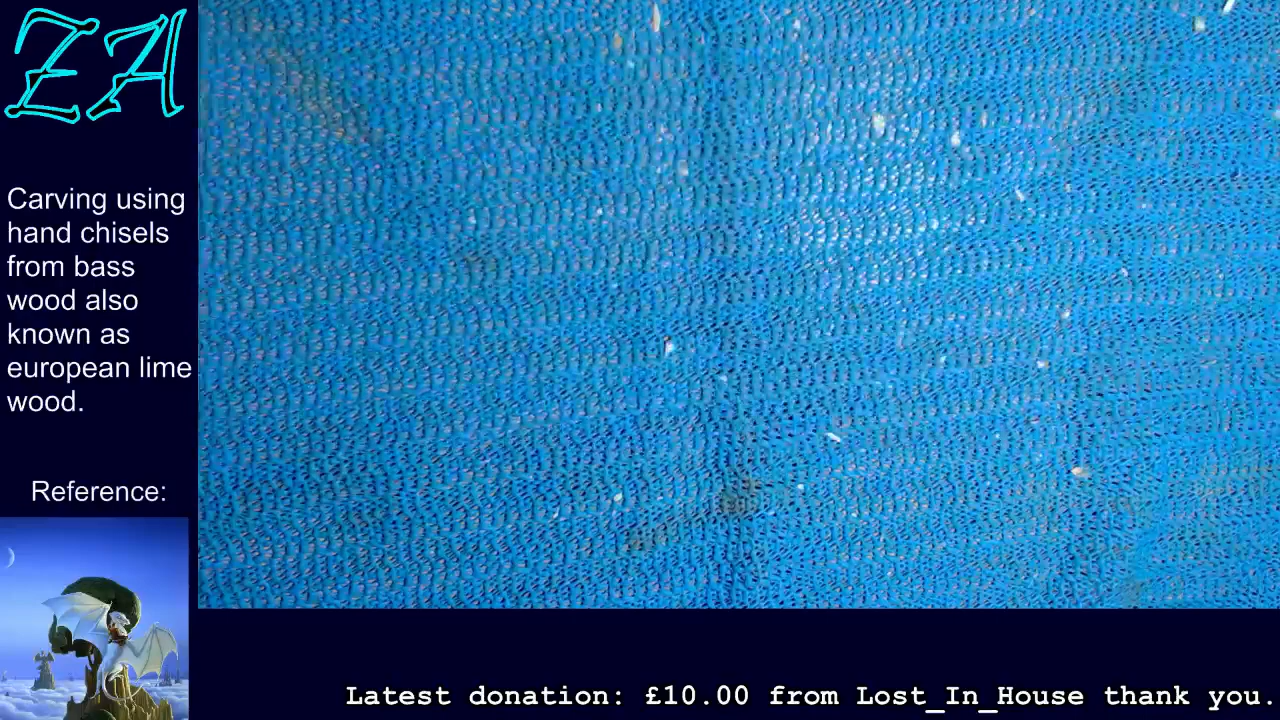 ZA
Carving using
hand chisels
from bass
wood also
known as
european lime
wood.
Reference:
Latest donation: £10.00 from Lost_In_House thank you.